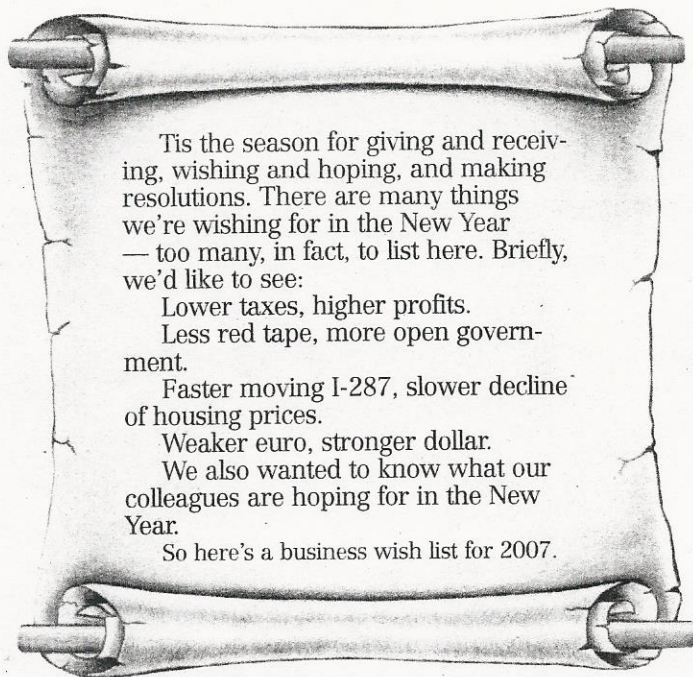 Tis the season for giving and receiv-
ing, wishing and hoping, and making
resolutions. There are many things
we're wishing for in the New Year
— too many, in fact, to list here. Briefly,
we'd like to see:
Lower taxes, higher profits.
Less red tape, more open govern-
ment.
Faster moving I-287, slower decline
of housing prices.
Weaker euro, stronger dollar.
We also wanted to know what our
colleagues are hoping for in the New
Year.
So here's a business wish list for 2007.